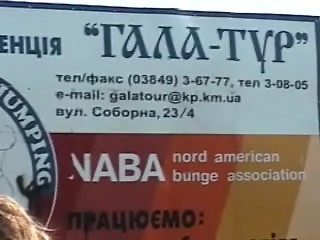 ЕНЦІЯ "ГАЛА-ТУР"
тел/факс (03849) 3-67-77, тел 3-08-05
e-mail: galatour@kp.km.ua
вул. Соборна, 23/4
JUMPING
NABA nord american
bunge association
ПРАЦЮЄМО: